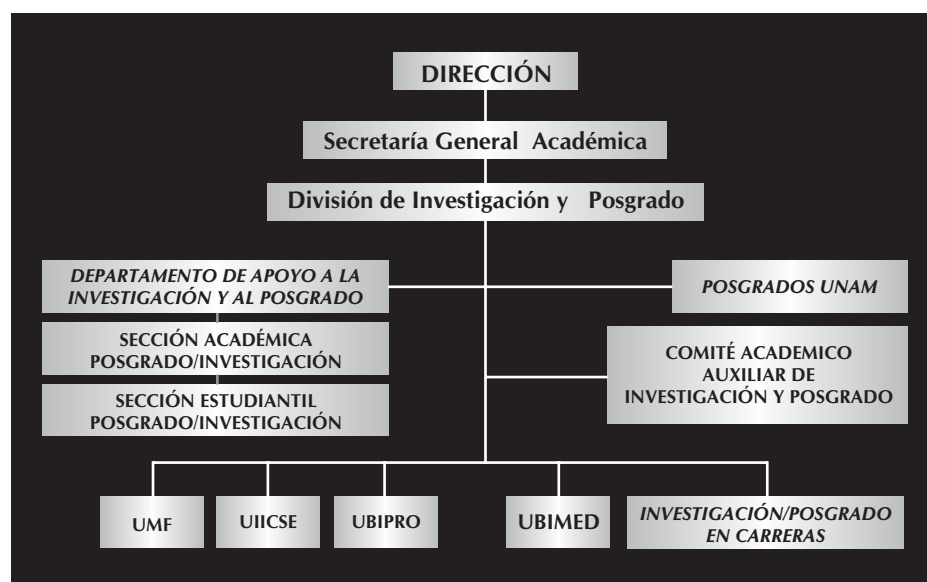 DIRECCIÓN
Secretaría General Académica
División de Investigación y Posgrado
DEPARTAMENTO DE APOYO A LA
INVESTIGACIÓN Y AL POSGRADO
POSGRADOS UNAM
SECCIÓN ACADÉMICA
POSGRADO/INVESTIGACIÓN
COMITÉ ACADEMICO
AUXILIAR DE
INVESTIGACIÓN Y POSGRADO
SECCIÓN ESTUDIANTIL
POSGRADO/INVESTIGACIÓN
UMF
UIICSE
UBIPRO
UBIMED
INVESTIGACIÓN/POSGRADO
EN CARRERAS